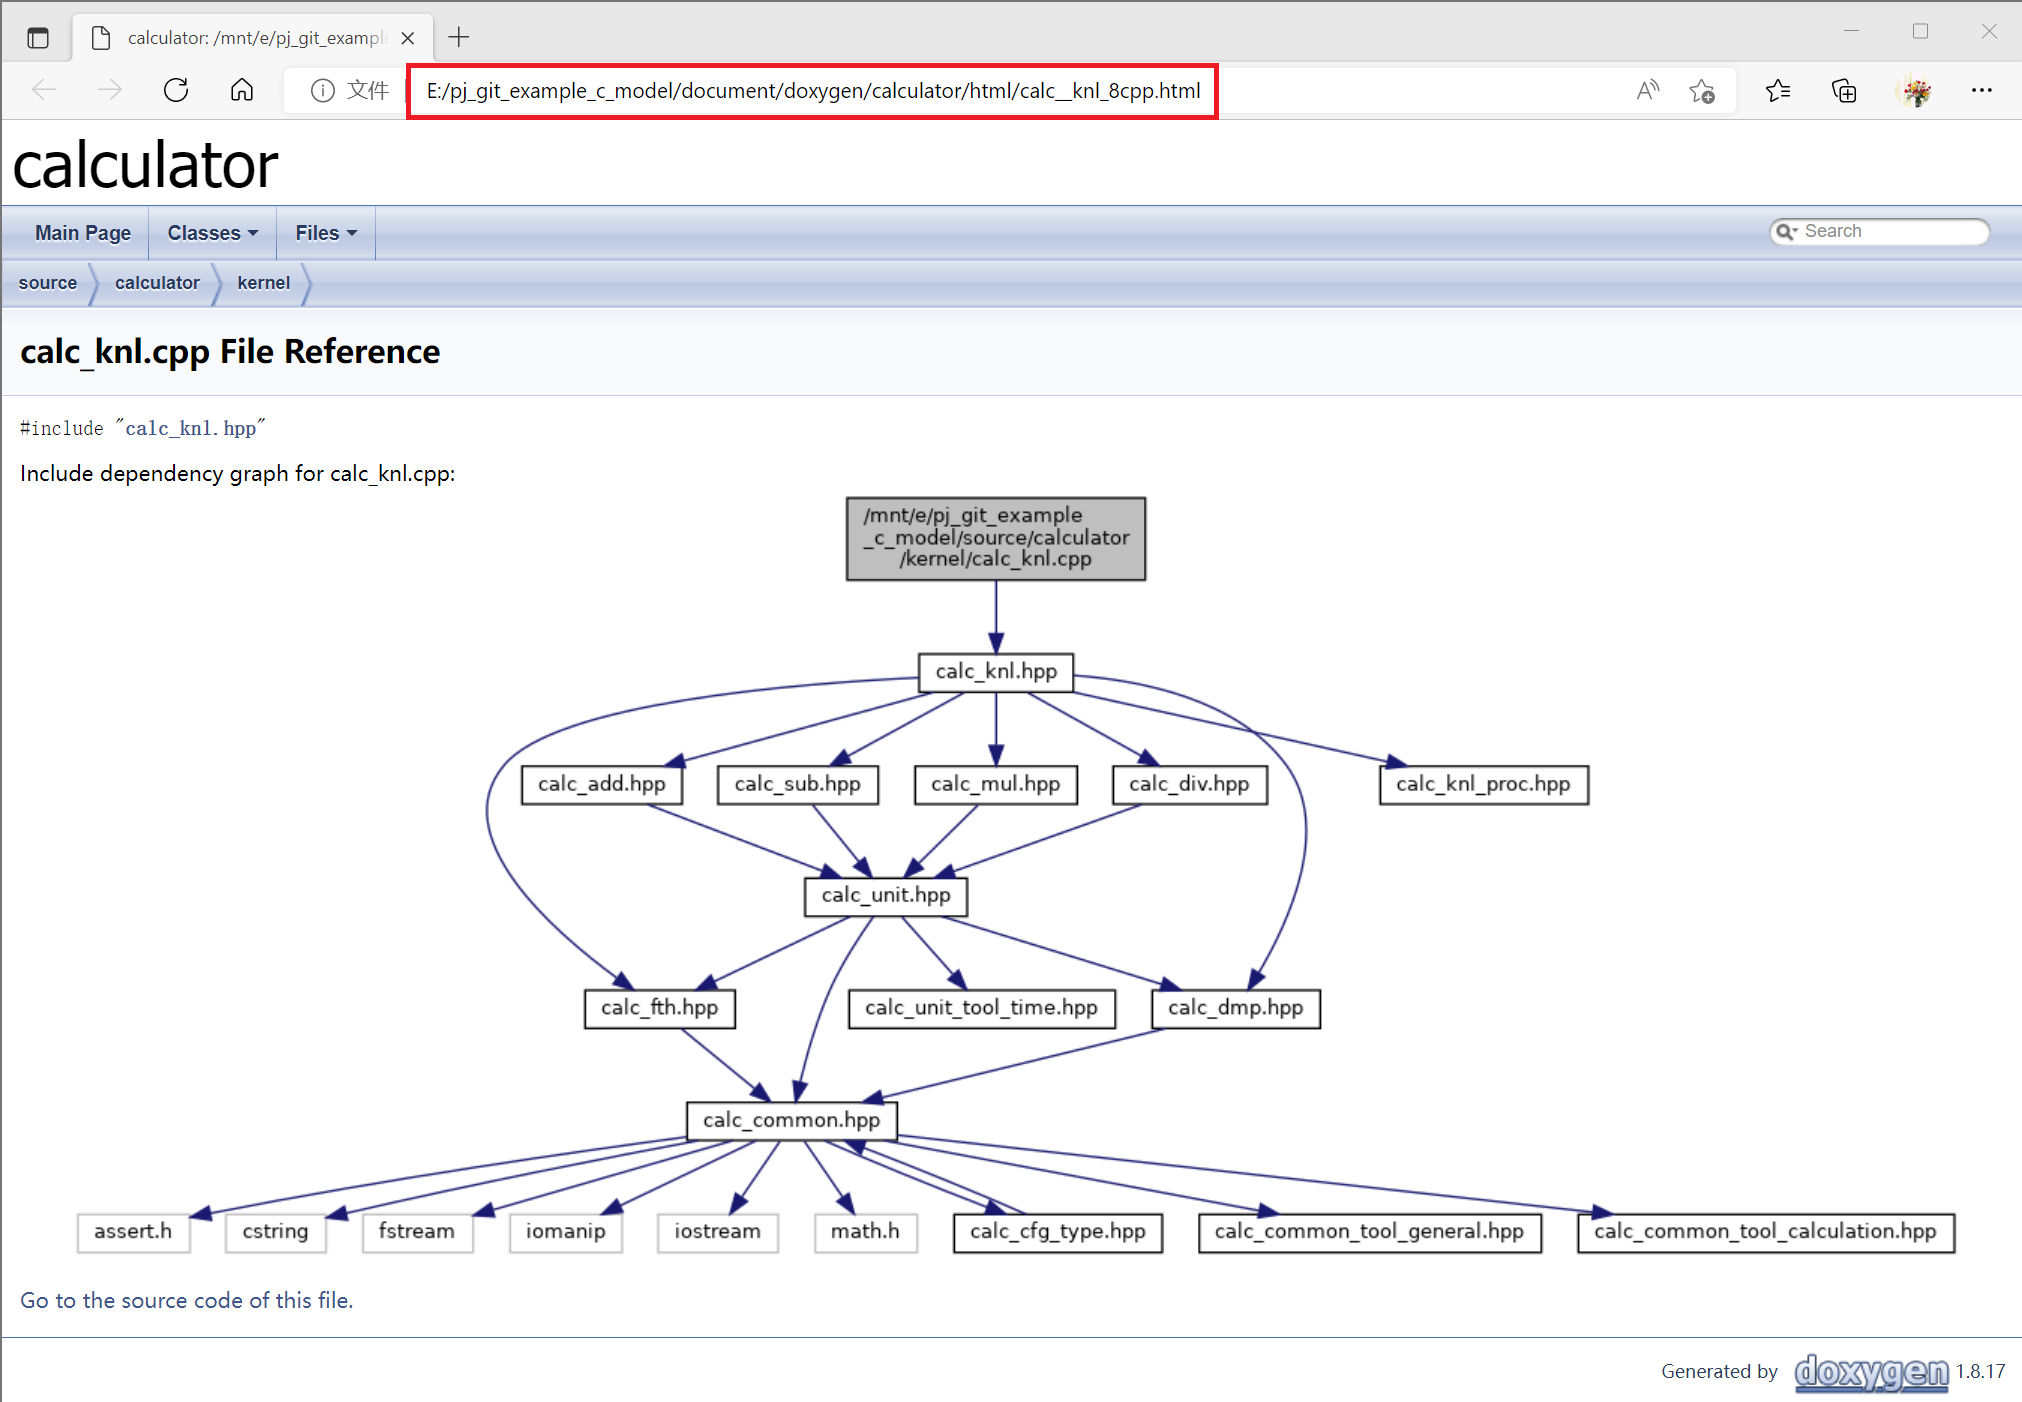 calculator: /mnt/e/pj_git_example
文件
E:/pj_git_example_c_model/document/doxygen/calculator/html/calc__knl_8cpp.html
calculator
Main Page
Classes
Files
Search
source
calculator
kernel
calc_knl.cpp File Reference
#include "calc_knl.hpp"
Include dependency graph for calc_knl.cpp:
/mnt/e/pj_git_example
_c_model/source/calculator
/kernel/calc_knl.cpp
calc_knl.hpp
calc_add.hpp
calc_sub.hpp
calc_mul.hpp
calc_div.hpp
calc_knl_proc.hpp
calc_unit.hpp
calc_fth.hpp
calc_unit_tool_time.hpp
calc_dmp.hpp
calc_common.hpp
assert.h
cstring
fstream
iomanip
iostream
math.h
calc_cfg_type.hpp
calc_common_tool_general.hpp
calc_common_tool_calculation.hpp
Go to the source code of this file.
Generated by doxygen 1.8.17